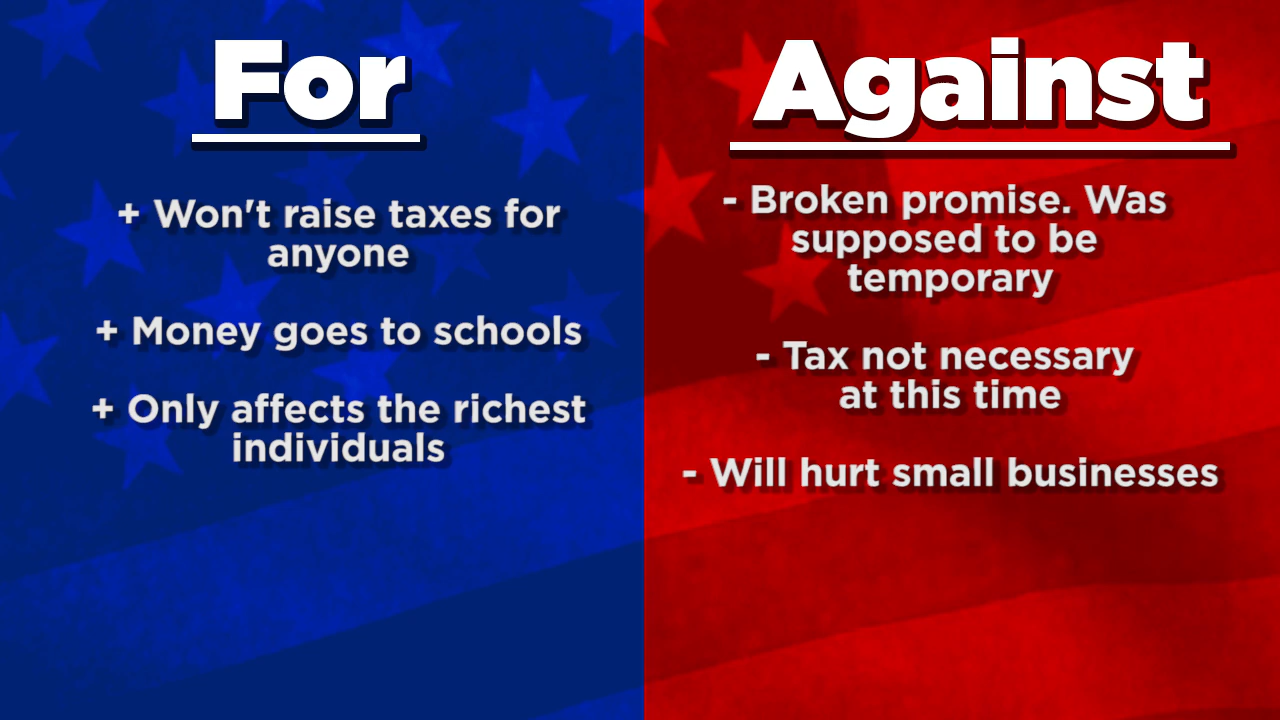 For
+ Won't raise taxes for
anyone
+ Money goes to schools
+ Only affects the richest
individuals
Against
- Broken promise. Was
supposed to be
temporary
- Tax not necessary
at this time
- Will hurt small businesses